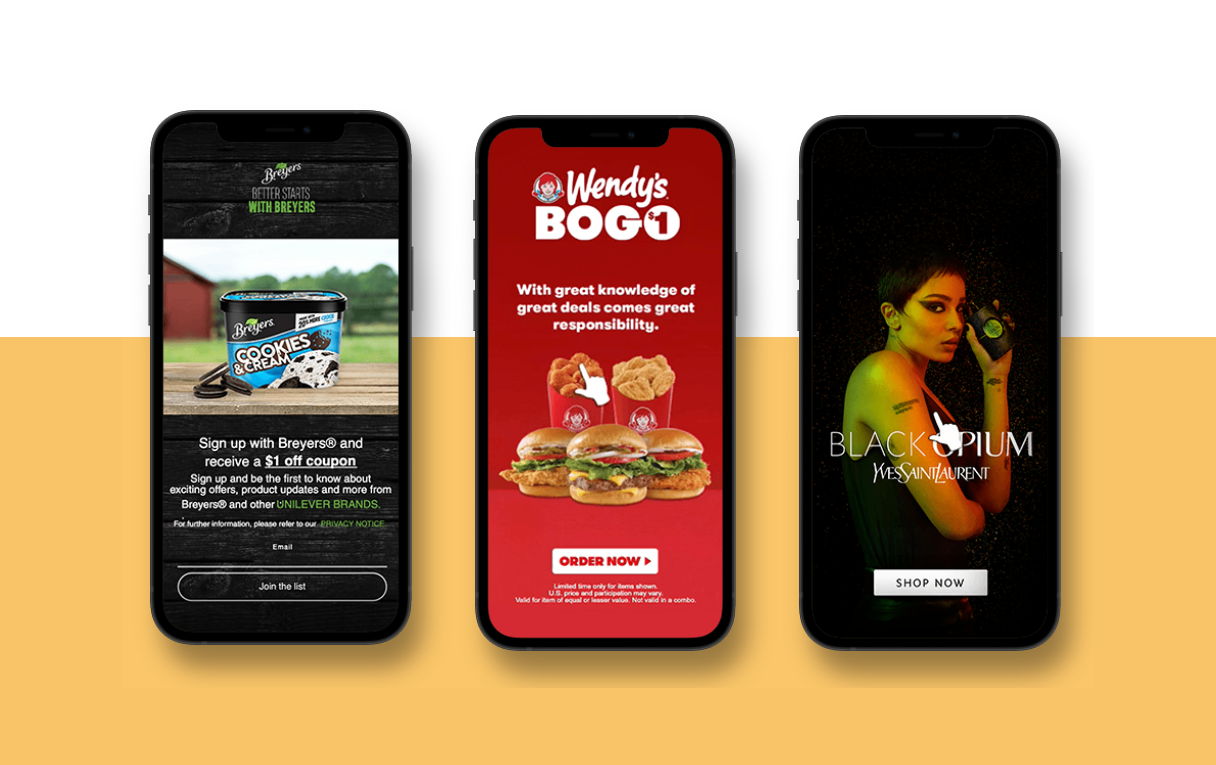 Breyers
BETTER STARTS
WITH BREYERS
Breyers
COOKIES
& CREAM
Sign up with Breyers® and
receive a $1 off coupon
Sign up and be the first to know about
exciting offers, product updates and more from
Breyers® and other UNILEVER BRANDS.
For further information, please refer to our PRIVACY NOTICE
Email
Join the list
Wendy's
BOGO $1
With great knowledge of
great deals comes great
responsibility.
ORDER NOW
Limited time only for items shown.
U.S. price and participation may vary.
Valid for item of equal or lesser value. Not valid in a combo.
BLACK OPIUM
YVESSAINTLAURENT
SHOP NOW